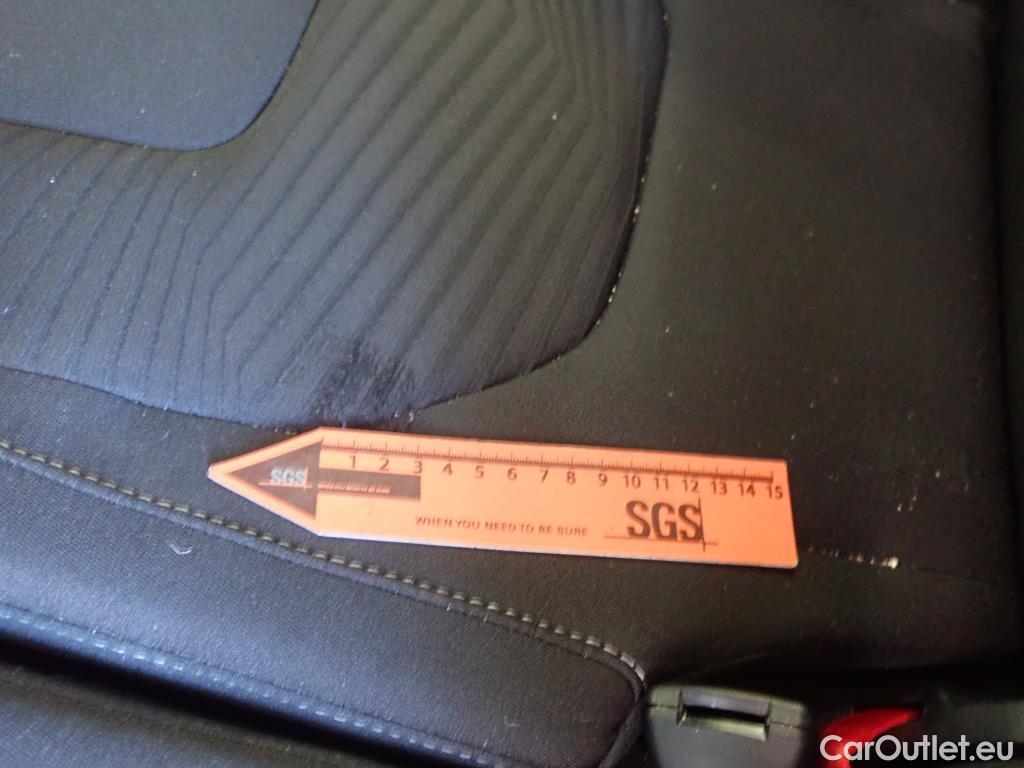 1 2 3 4 5 6 7 8 9 10 11 12 13 14 15
SGS
WHEN YOU NEED TO BE SURE
SGS
CarOutlet.eu